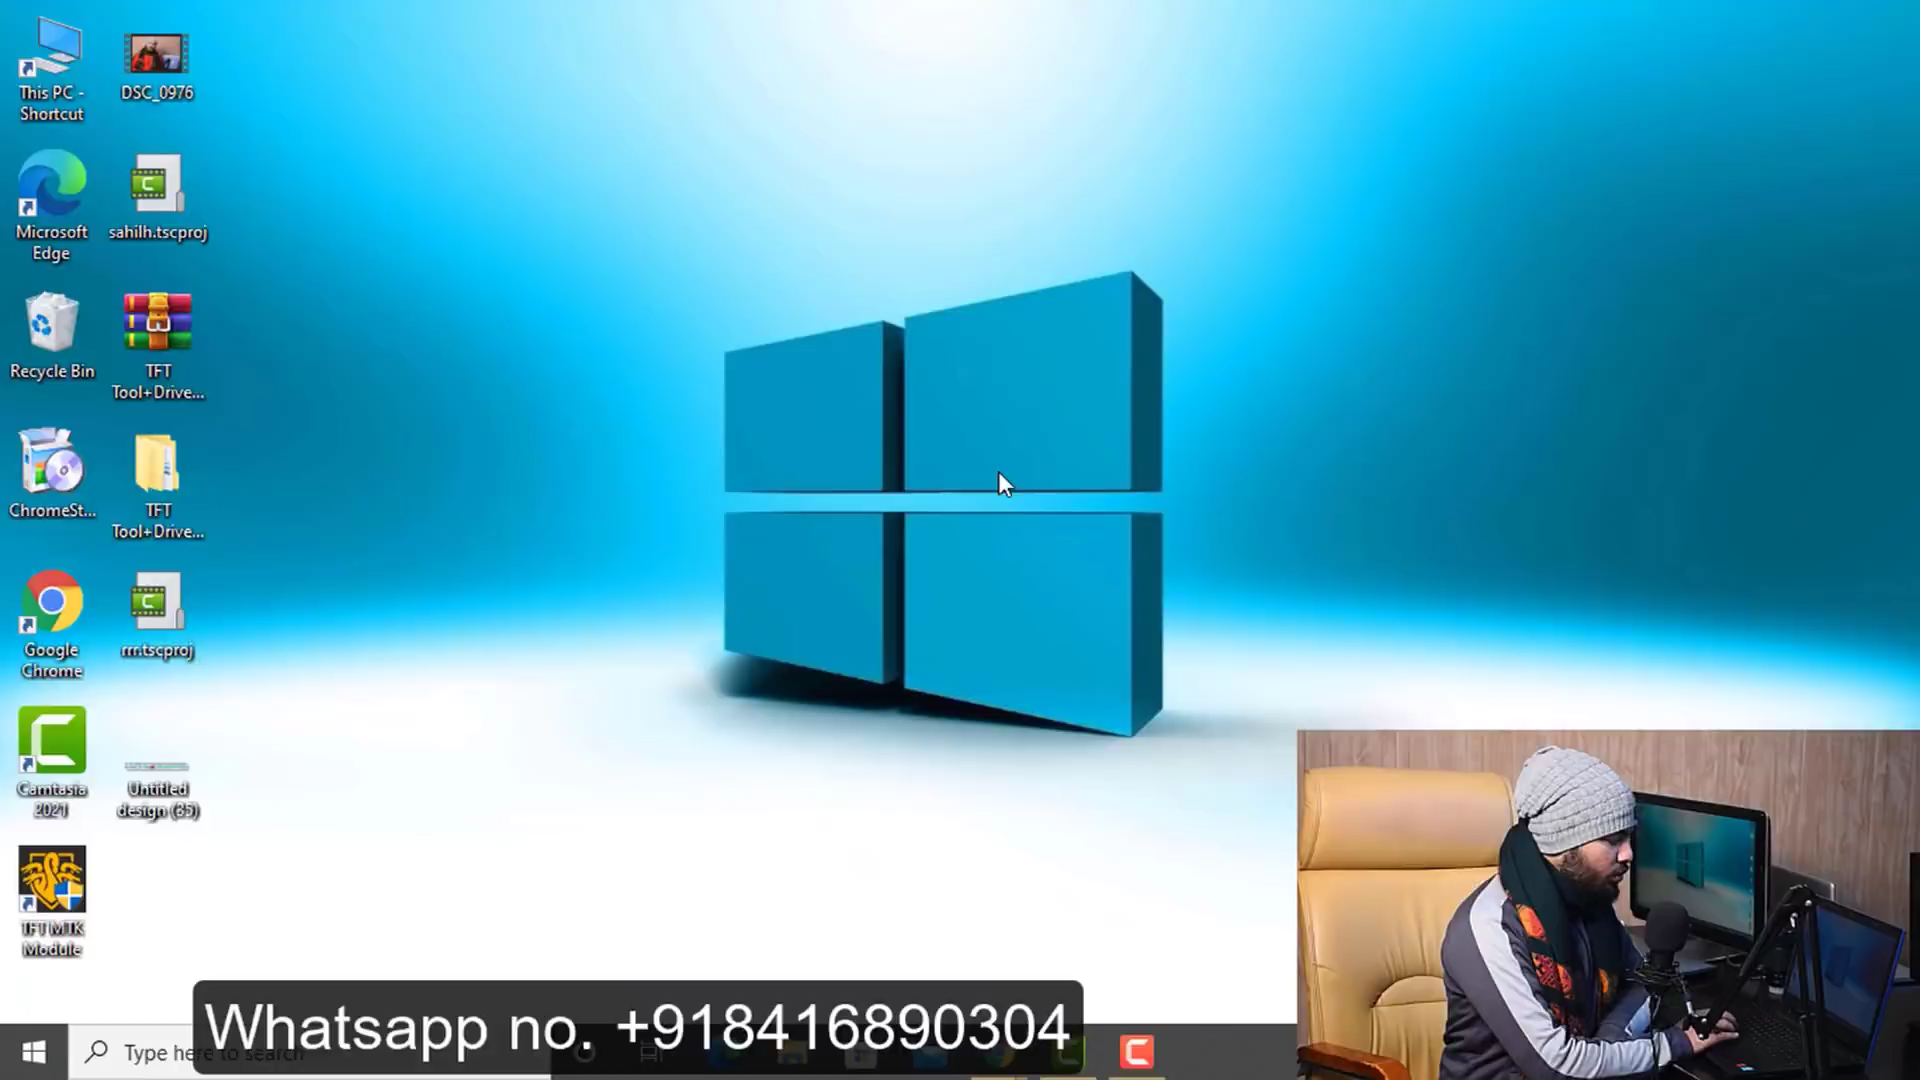 This PC -
Shortcut
DSC_0976
Microsoft
Edge
sahilh.tscproj
Recycle Bin
TFT
Tool+Drive...
ChromeSt...
TFT
Tool+Drive...
Google
Chrome
rrr.tscproj
Camtasia
2021
Untitled
design (35)
TFT MTK
Module
Whatsapp no. +918416890304
Type here to search